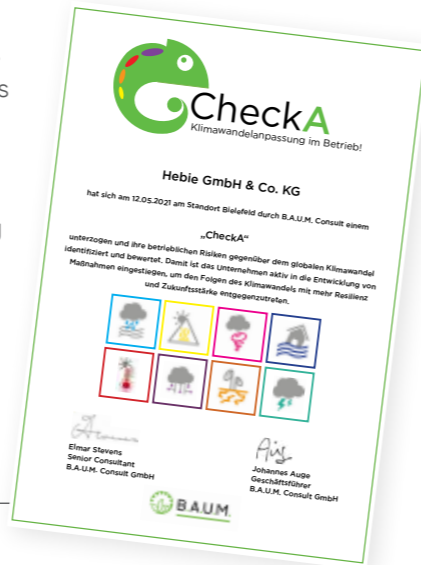 s
CheckA
Klimawandelanpassung im Betrieb!
Hebie GmbH & Co. KG
hat sich am 12.05.2021 am Standort Bielefeld durch B.A.U.M. Consult einem
„CheckA“
unterzogen und ihre betrieblichen Risiken gegenüber dem globalen Klimawandel
identifiziert und bewertet. Damit ist das Unternehmen aktiv in die Entwicklung von
Maßnahmen eingestiegen, um den Folgen des Klimawandels mit mehr Resilienz
und Zukunftsstärke entgegenzutreten.
Elmar Stevens
Senior Consultant
B.A.U.M. Consult GmbH
Johannes Auge
Geschäftsführer
B.A.U.M. Consult GmbH
B.A.U.M.